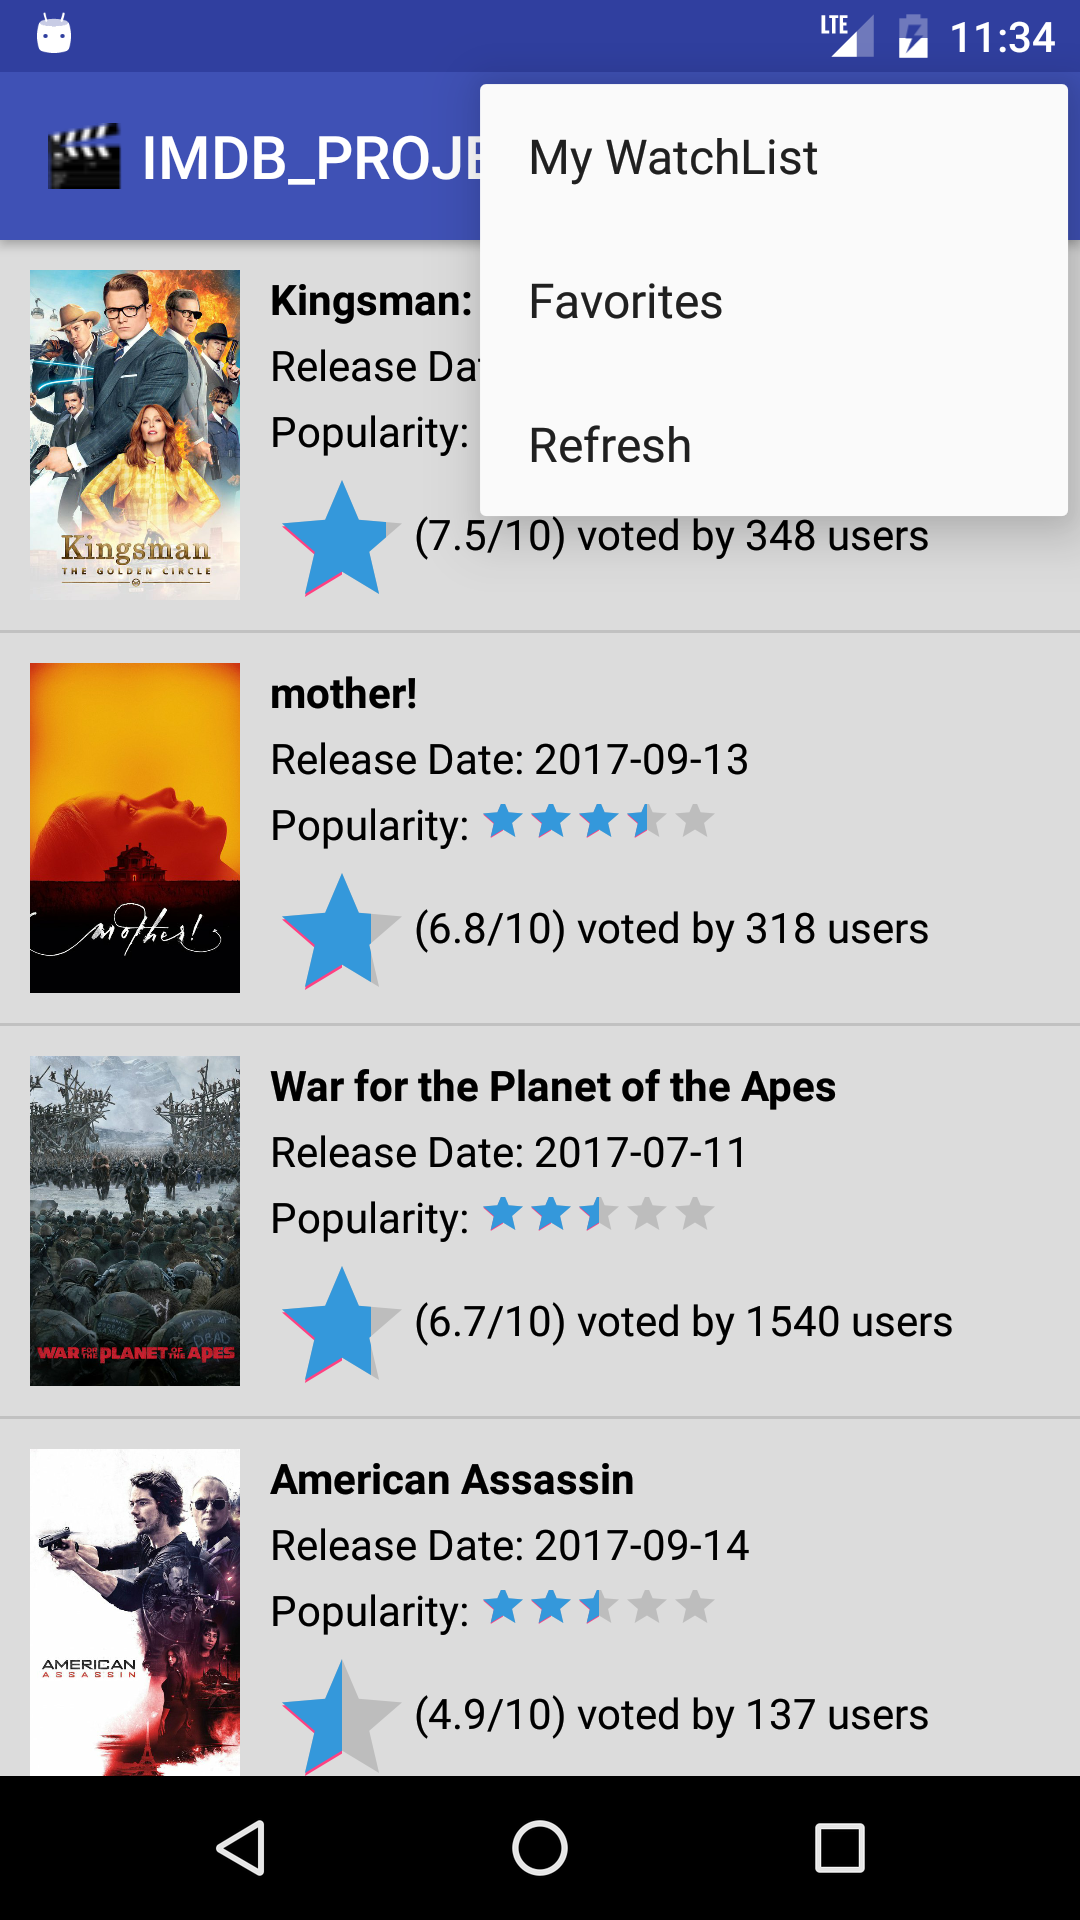 LTE 11:34
IMDB_PROJE
My WatchList
Favorites
Refresh
Kingsman:
Release Da
Popularity:
(7.5/10) voted by 348 users
Kingsman
THE GOLDEN CIRCLE
mother!
Release Date: 2017-09-13
Popularity:
(6.8/10) voted by 318 users
mother!
War for the Planet of the Apes
Release Date: 2017-07-11
Popularity:
(6.7/10) voted by 1540 users
WAR FOR THE PLANET OF THE APES
American Assassin
Release Date: 2017-09-14
Popularity:
(4.9/10) voted by 137 users
AMERICAN
ASSASSIN